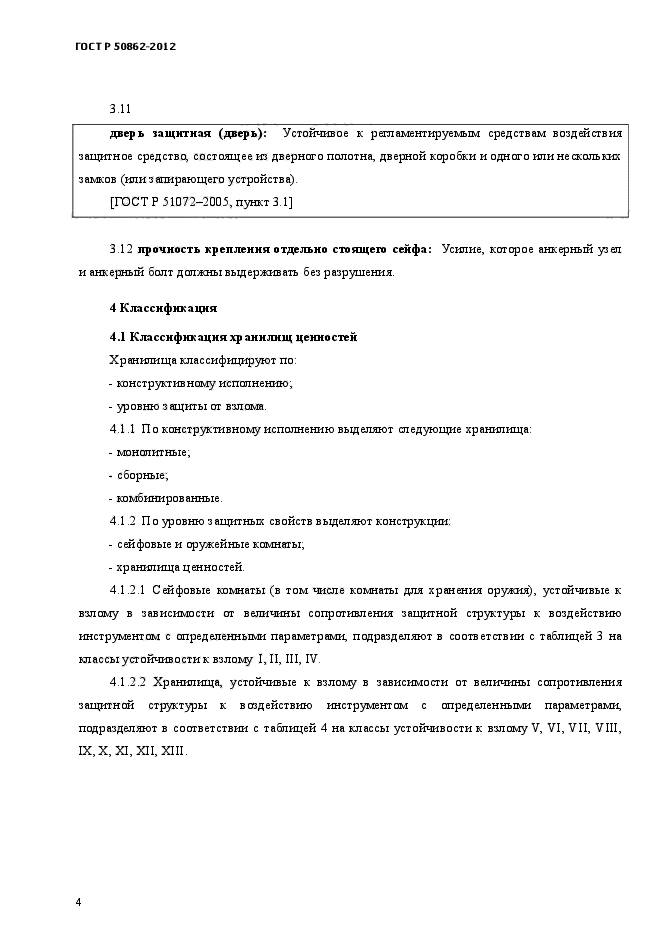 ГОСТ Р 50862-2012
3.11
дверь защитная (дверь): Устойчивое к регламентируемым средствам воздействия
защитное средство, состоящее из дверного полотна, дверной коробки и одного или нескольких
замков (или запирающего устройства).
[ГОСТ Р 51072–2005, пункт 3.1]
3.12 прочность крепления отдельно стоящего сейфа: Усилие, которое анкерный узел
и анкерный болт должны выдерживать без разрушения.
4 Классификация
4.1 Классификация хранилищ ценностей
Хранилища классифицируют по:
- конструктивному исполнению;
- уровню защиты от взлома.
4.1.1 По конструктивному исполнению выделяют следующие хранилища:
- монолитные;
- сборные;
- комбинированные.
4.1.2 По уровню защитных свойств выделяют конструкции:
- сейфовые и оружейные комнаты;
- хранилища ценностей.
4.1.2.1 Сейфовые комнаты (в том числе комнаты для хранения оружия), устойчивые к
взлому в зависимости от величины сопротивления защитной структуры к воздействию
инструментом с определенными параметрами, подразделяют в соответствии с таблицей 3 на
классы устойчивости к взлому I, II, III, IV.
4.1.2.2 Хранилища, устойчивые к взлому в зависимости от величины сопротивления
защитной структуры к воздействию инструментом с определенными параметрами,
подразделяют в соответствии с таблицей 4 на классы устойчивости к взлому V, VI, VII, VIII,
IX, X, XI, XII, XIII.
4